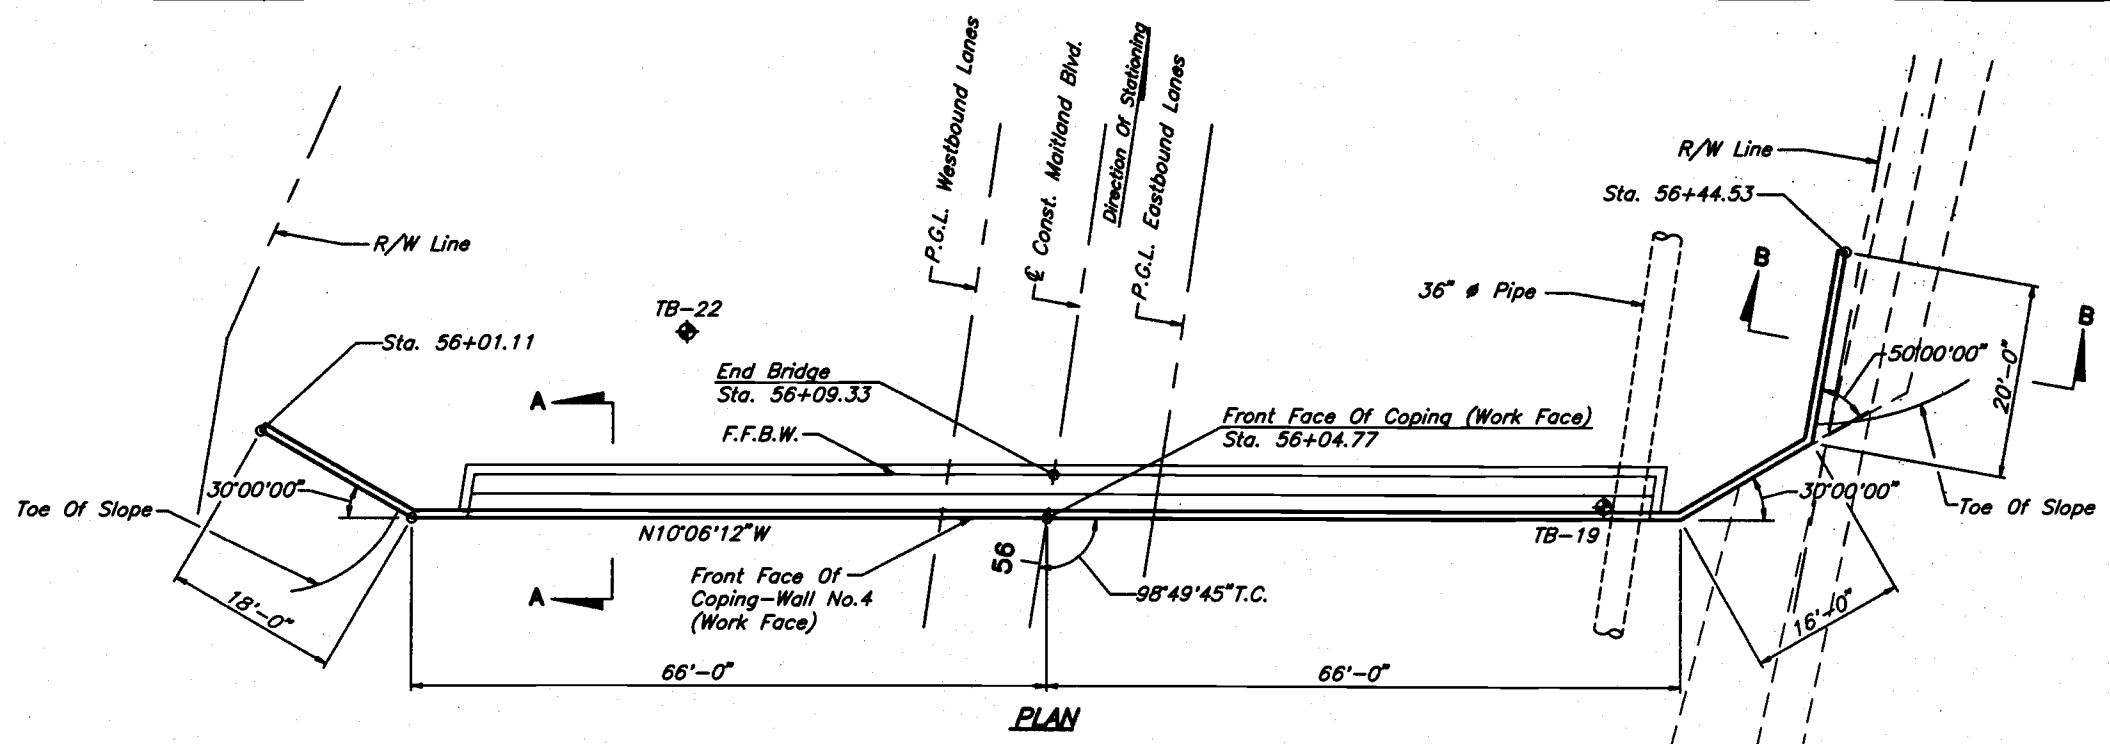 P.G.L. Westbound Lanes
℄ Const. Maitland Blvd.
Direction Of Stationing
P.G.L. Eastbound Lanes
R/W Line
Sta. 56+44.53
R/W Line
TB-22
36" ø Pipe
B
B
Sta. 56+01.11
End Bridge
Sta. 56+09.33
50°00'00"
20'-0"
A
F.F.B.W.
Front Face Of Coping (Work Face)
Sta. 56+04.77
30°00'00"
30°00'00"
Toe Of Slope
Toe Of Slope
N10°06'12"W
TB-19
56
Front Face Of
Coping-Wall No.4
(Work Face)
98°49'45"T.C.
A
18'-0"
16'-0"
66'-0"
66'-0"
PLAN